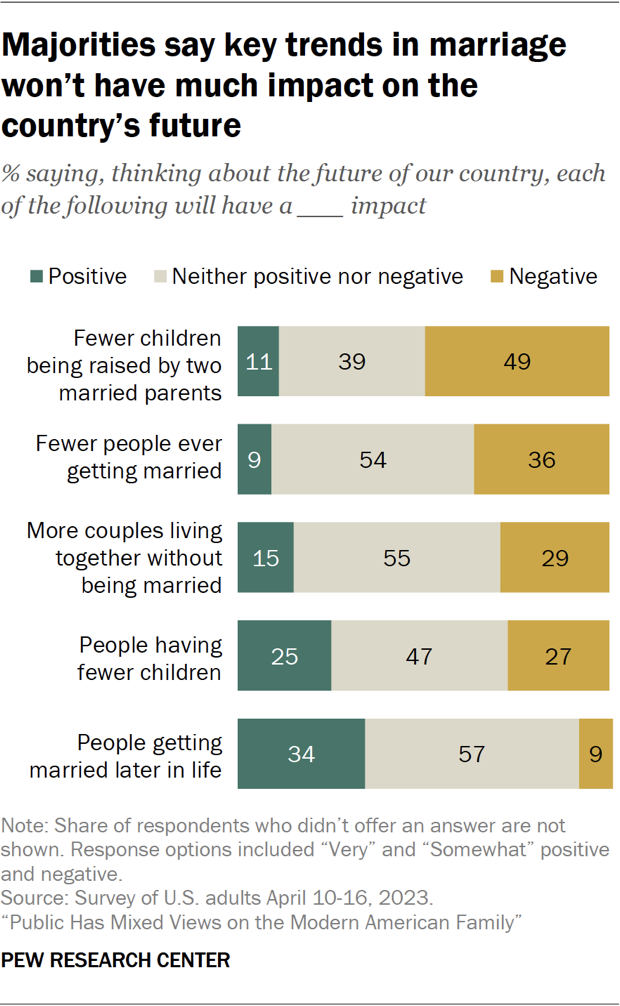 Majorities say key trends in marriage
won’t have much impact on the
country’s future
% saying, thinking about the future of our country, each
of the following will have a ____ impact
Positive Neither positive nor negative Negative
Fewer children
being raised by two
married parents
11 39 49
Fewer people ever
getting married
9 54 36
More couples living
together without
being married
15 55 29
People having
fewer children
25 47 27
People getting
married later in life
34 57 9
Note: Share of respondents who didn’t offer an answer are not
shown. Response options included “Very” and “Somewhat” positive
and negative.
Source: Survey of U.S. adults April 10-16, 2023.
“Public Has Mixed Views on the Modern American Family”
PEW RESEARCH CENTER